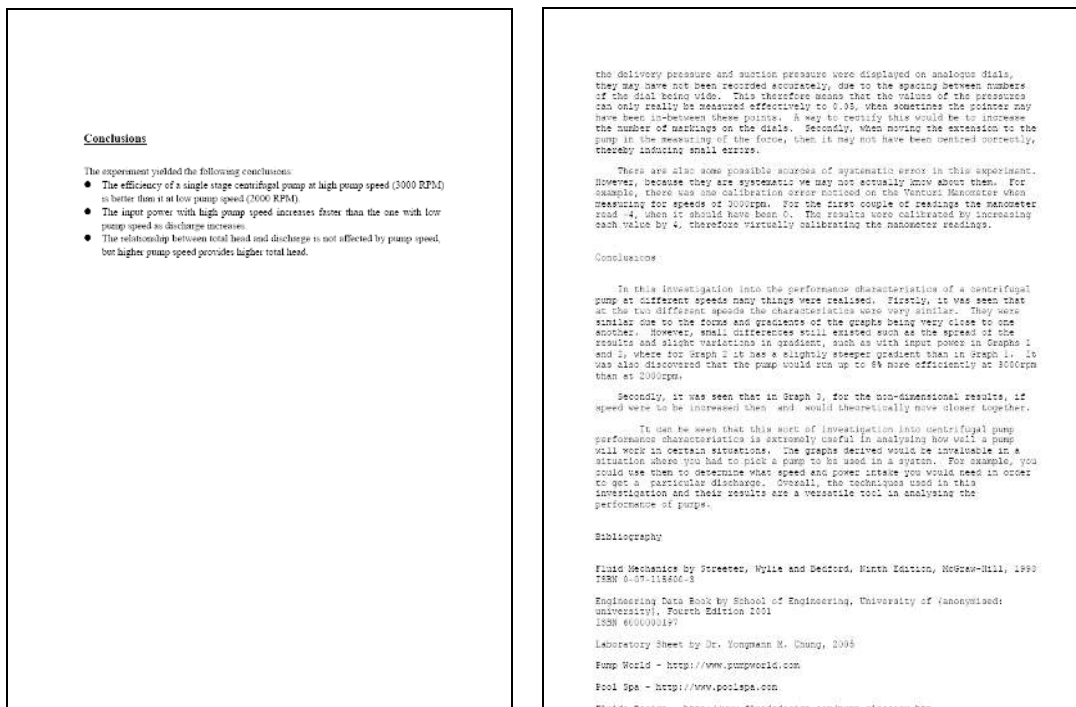 Conclusions
The experiment yielded the following conclusions:
● The efficiency of a single stage centrifugal pump at high pump speed (3000 RPM)
is better than it at low pump speed (2000 RPM).
● The input power with high pump speed increases faster than the one with low
pump speed as discharge increases.
● The relationship between total head and discharge is not affected by pump speed,
but higher pump speed provides higher total head.
the delivery pressure and suction pressure were displayed on analogue dials,
they may have not been recorded accurately, due to the spacing between numbers
of the dial being wide. This therefore means that the values of the pressures
can only really be measured effectively to 0.05, when sometimes the pointer may
have been in-between these points. A way to rectify this would be to increase
the number of markings on the dials. Secondly, when moving the extension to the
pump in the measuring of the force, then it may not have been centred correctly,
thereby inducing small errors.
There are also some possible sources of systematic error in this experiment.
However, because they are systematic we may not actually know about them. For
example, there was one calibration error noticed on the Venturi Manometer when
measuring for speeds of 3000rpm. For the first couple of readings the manometer
read -4, when it should have been 0. The results were calibrated by increasing
each value by 4, therefore virtually calibrating the manometer readings.
Conclusions
In this investigation into the performance characteristics of a centrifugal
pump at different speeds many things were realised. Firstly, it was seen that
at the two different speeds the characteristics were very similar. They were
similar due to the forms and gradients of the graphs being very close to one
another. However, small differences still existed such as the spread of the
results and slight variations in gradient, such as with input power in Graphs 1
and 2, where for Graph 2 it has a slightly steeper gradient than in Graph 1. It
was also discovered that the pump would run up to 8% more efficiently at 3000rpm
than at 2000rpm.
Secondly, it was seen that in Graph 3, for the non-dimensional results, if
speed were to be increased then and would theoretically move closer together.
It can be seen that this sort of investigation into centrifugal pump
performance characteristics is extremely useful in analysing how well a pump
will work in certain situations. The graphs derived would be invaluable in a
situation where you had to pick a pump to be used in a system. For example, you
could use them to determine what speed and power intake you would need in order
to get a particular discharge. Overall, the techniques used in this
investigation and their results are a versatile tool in analysing the
performance of pumps.
Bibliography
Fluid Mechanics by Streeter, Wylie and Bedford, Ninth Edition, McGraw-Hill, 1998
ISBN 0-07-115600-3
Engineering Data Book by School of Engineering, University of (anonymised:
university), Fourth Edition 2001
ISBN 6000000197
Laboratory Sheet by Dr. Yongmann M. Chung, 2005
Pump World - http://www.pumpworld.com
Pool Spa - http://www.poolspa.com